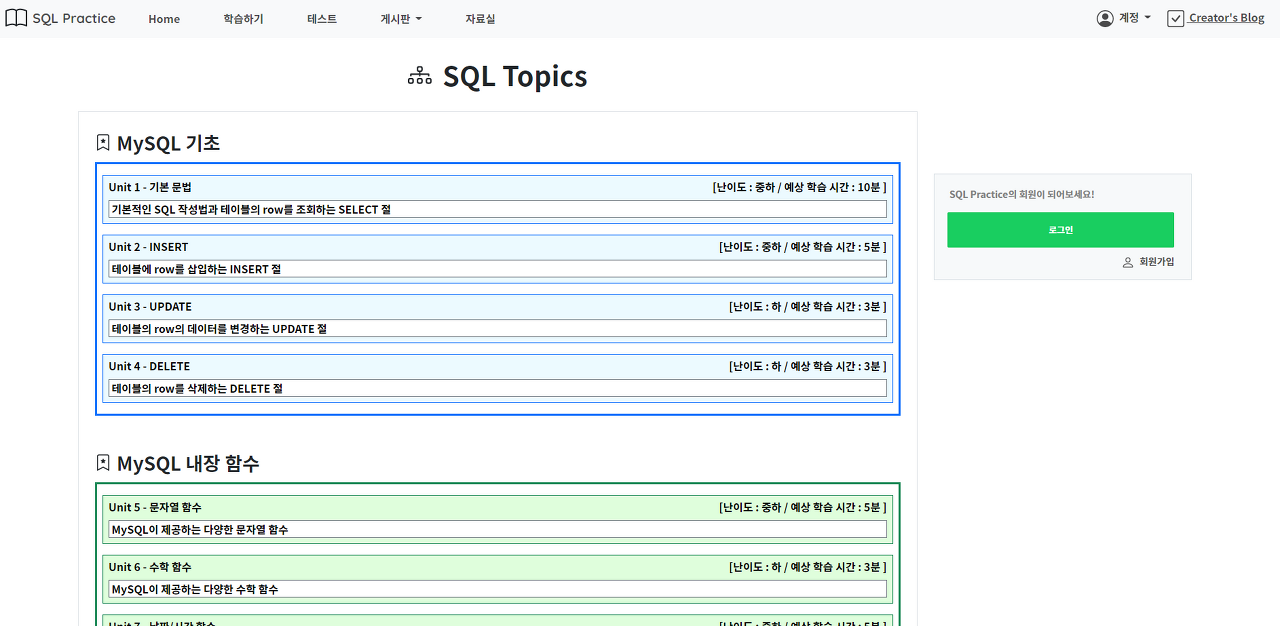 SQL Practice Home 학습하기 테스트 게시판 자료실 계정 Creator's Blog
SQL Topics
MySQL 기초
Unit 1 - 기본 문법 [난이도 : 중하 / 예상 학습 시간 : 10분 ]
기본적인 SQL 작성법과 테이블의 row를 조회하는 SELECT 절
Unit 2 - INSERT [난이도 : 중하 / 예상 학습 시간 : 5분 ]
테이블에 row를 삽입하는 INSERT 절
Unit 3 - UPDATE [난이도 : 하 / 예상 학습 시간 : 3분 ]
테이블의 row의 데이터를 변경하는 UPDATE 절
Unit 4 - DELETE [난이도 : 하 / 예상 학습 시간 : 3분 ]
테이블의 row를 삭제하는 DELETE 절
MySQL 내장 함수
Unit 5 - 문자열 함수 [난이도 : 중하 / 예상 학습 시간 : 5분 ]
MySQL이 제공하는 다양한 문자열 함수
Unit 6 - 수학 함수 [난이도 : 하 / 예상 학습 시간 : 3분 ]
MySQL이 제공하는 다양한 수학 함수
Unit 7 - 날짜/시간 함수 [난이도 : 중하 / 예상 학습 시간 : 5분 ]
SQL Practice의 회원이 되어보세요!
로그인
회원가입